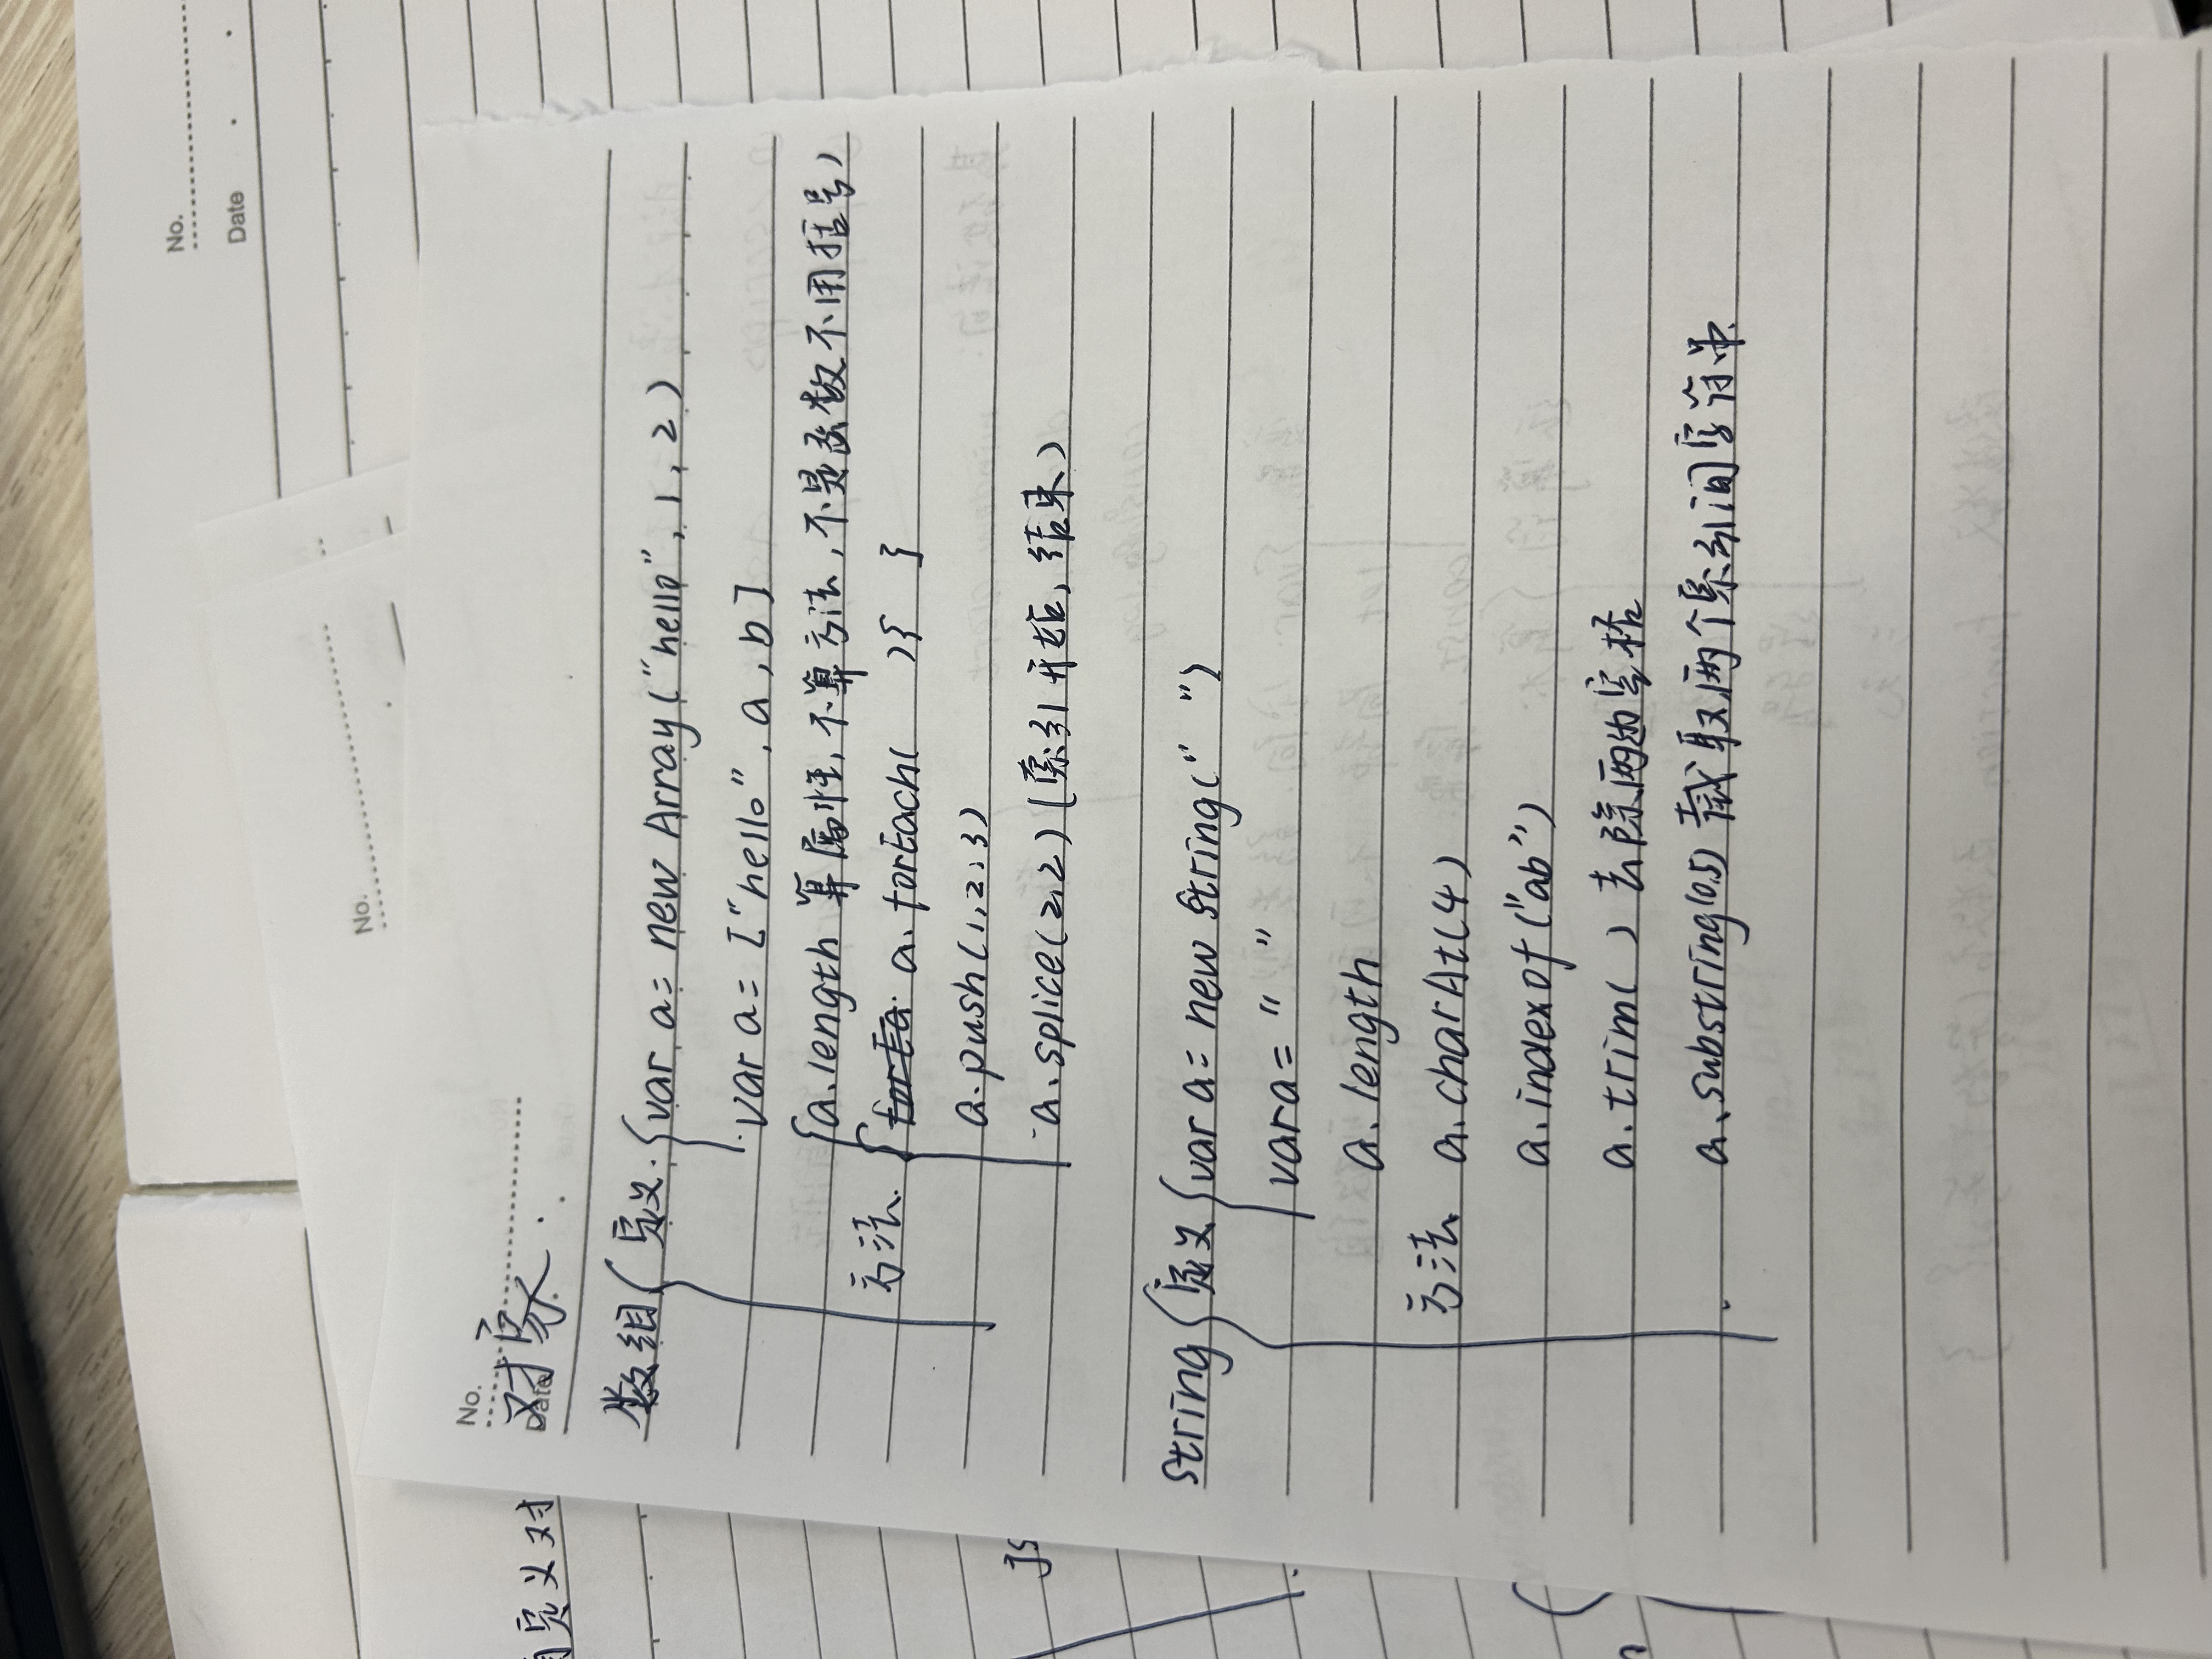 No.
Date
No.
No.
Date
对象
自定义对
数组 定义 var a= new Array("hello", 1, 2)
var a= ["hello", a, b]
a.length 算属性, 不算方法, 不是函数不用括号)
方法 a.forEach( ){ }
a.push(1,2,3)
JS
a.splice(2,2) (索引开始, 结束)
string 定义 var a= new String(" ")
var a= " "
a.length
方法 a.charAt(4)
a.indexOf("ab")
a.trim( ) 去除两边空格
a.substring(0,5) 截取两个索引间字符串